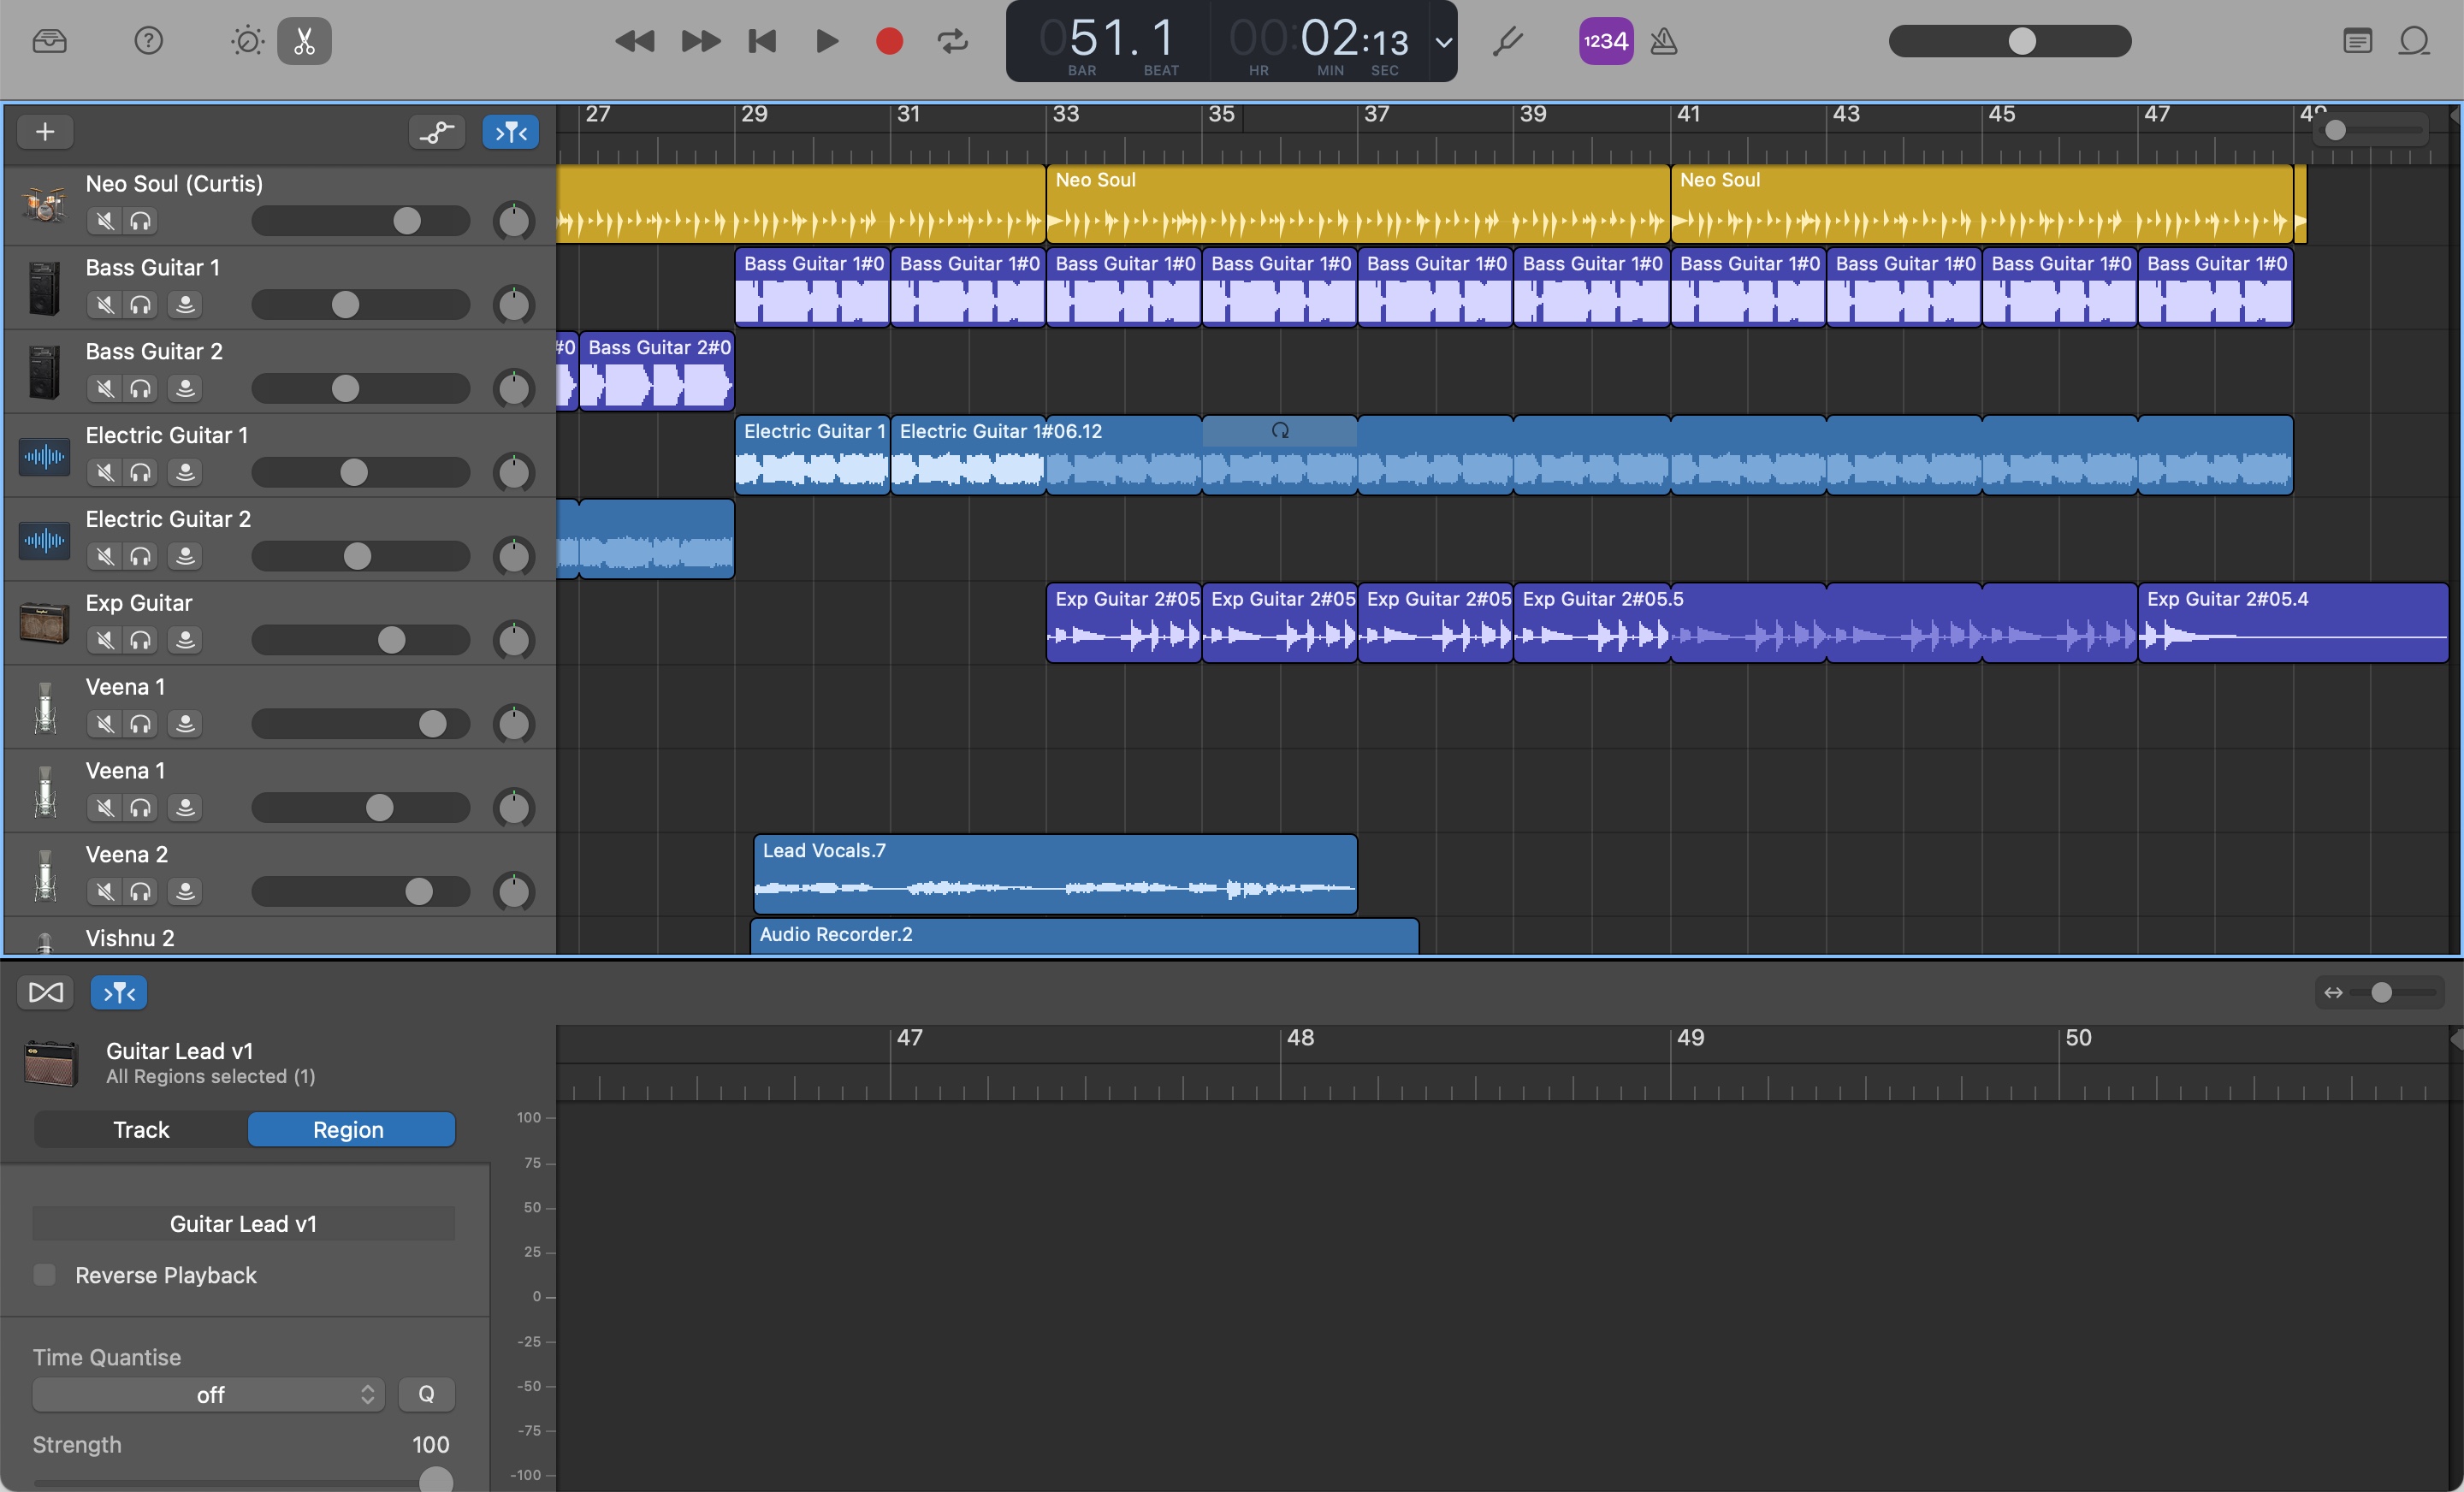 051. 1 00:02:13
BAR BEAT HR MIN SEC
1234
27 29 31 33 35 37 39 41 43 45 47
Neo Soul (Curtis)
Neo Soul Neo Soul
Bass Guitar 1
Bass Guitar 1#0 Bass Guitar 1#0 Bass Guitar 1#0 Bass Guitar 1#0 Bass Guitar 1#0 Bass Guitar 1#0 Bass Guitar 1#0 Bass Guitar 1#0 Bass Guitar 1#0 Bass Guitar 1#0
Bass Guitar 2
#0 Bass Guitar 2#0
Electric Guitar 1
Electric Guitar 1 Electric Guitar 1#06.12
Electric Guitar 2
Exp Guitar
Exp Guitar 2#05 Exp Guitar 2#05 Exp Guitar 2#05 Exp Guitar 2#05.5 Exp Guitar 2#05.4
Veena 1
Veena 1
Veena 2
Lead Vocals.7
Vishnu 2
Audio Recorder.2
47 48 49 50
Guitar Lead v1
All Regions selected (1)
Track Region
Guitar Lead v1
Reverse Playback
Time Quantise
off Q
Strength 100
100
75
50
25
0
-25
-50
-75
-100